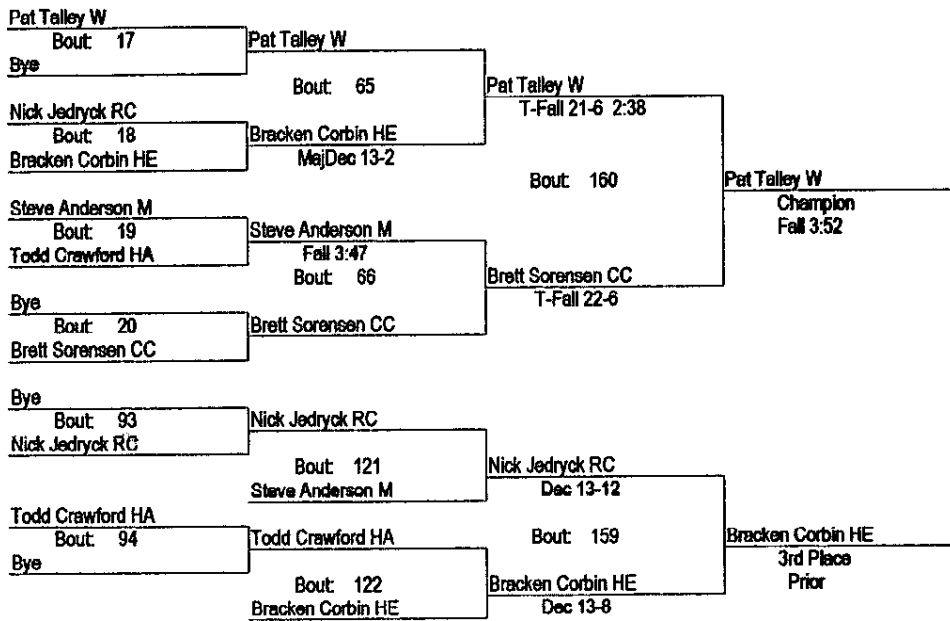 Pat Talley W
Bout: 17
Bye
Pat Talley W
Bout: 65
Nick Jedryck RC
Bout: 18
Bracken Corbin HE
Bracken Corbin HE
MajDec 13-2
Pat Talley W
T-Fall 21-6 2:38
Bout: 160
Steve Anderson M
Bout: 19
Todd Crawford HA
Steve Anderson M
Fall 3:47
Bout: 66
Bye
Bout: 20
Brett Sorensen CC
Brett Sorensen CC
Brett Sorensen CC
T-Fall 22-6
Pat Talley W
Champion
Fall 3:52
Bye
Bout: 93
Nick Jedryck RC
Nick Jedryck RC
Bout: 121
Steve Anderson M
Nick Jedryck RC
Dec 13-12
Bout: 159
Todd Crawford HA
Bout: 94
Bye
Todd Crawford HA
Bout: 122
Bracken Corbin HE
Bracken Corbin HE
Dec 13-8
Bracken Corbin HE
3rd Place
Prior